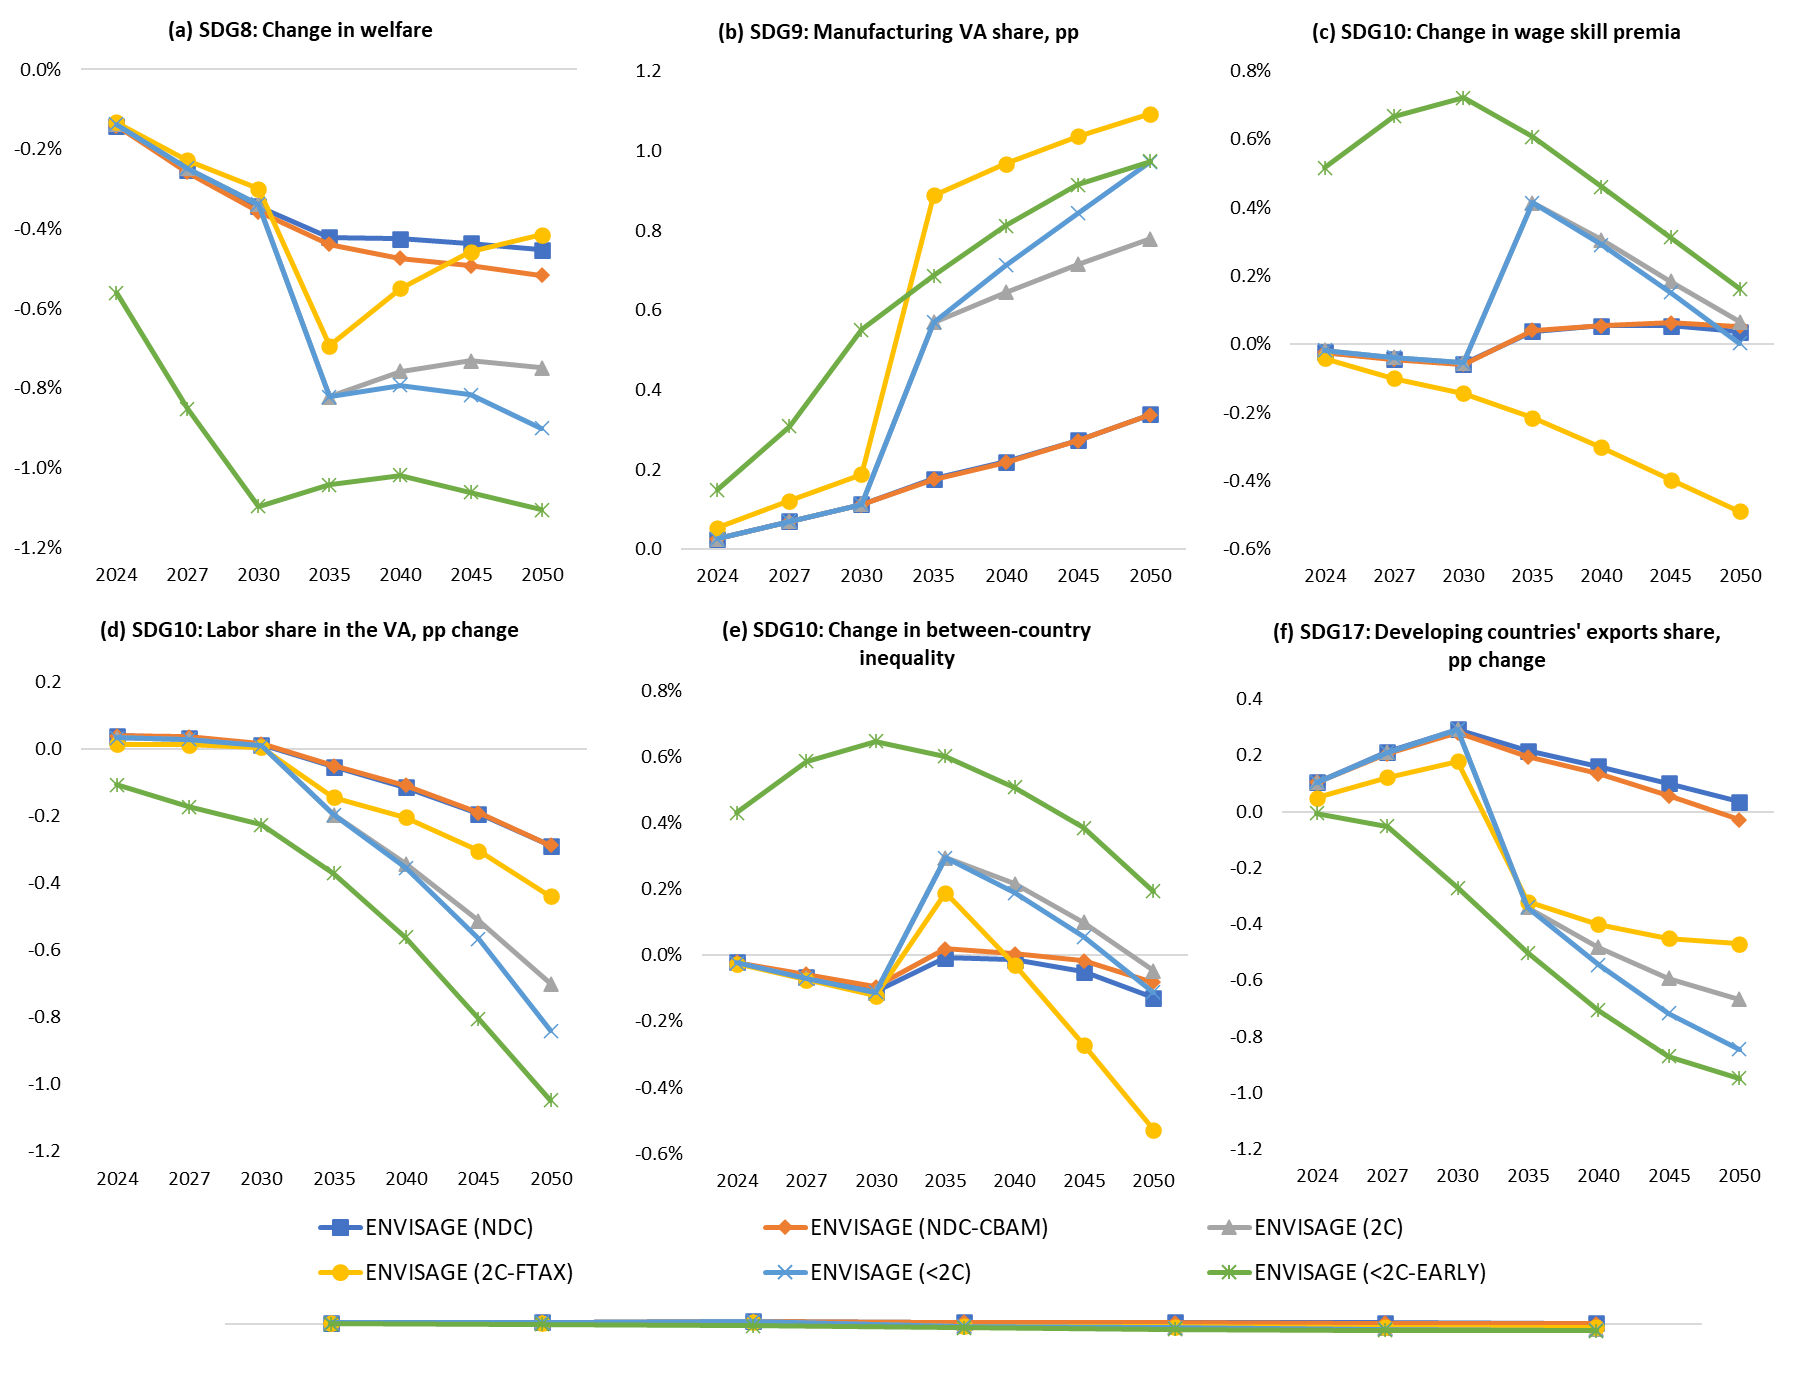 (a) SDG8: Change in welfare
0.0%
-0.2%
-0.4%
-0.6%
-0.8%
-1.0%
-1.2%
2024 2027 2030 2035 2040 2045 2050
(b) SDG9: Manufacturing VA share, pp
1.2
1.0
0.8
0.6
0.4
0.2
0.0
2024 2027 2030 2035 2040 2045 2050
(c) SDG10: Change in wage skill premia
0.8%
0.6%
0.4%
0.2%
0.0%
-0.2%
-0.4%
-0.6%
2024 2027 2030 2035 2040 2045 2050
(d) SDG10: Labor share in the VA, pp change
0.2
0.0
-0.2
-0.4
-0.6
-0.8
-1.0
-1.2
2024 2027 2030 2035 2040 2045 2050
(e) SDG10: Change in between-country
inequality
0.8%
0.6%
0.4%
0.2%
0.0%
-0.2%
-0.4%
-0.6%
2024 2027 2030 2035 2040 2045 2050
(f) SDG17: Developing countries' exports share,
pp change
0.4
0.2
0.0
-0.2
-0.4
-0.6
-0.8
-1.0
-1.2
2024 2027 2030 2035 2040 2045 2050
ENVISAGE (NDC) ENVISAGE (NDC-CBAM) ENVISAGE (2C)
ENVISAGE (2C-FTAX) ENVISAGE (<2C) ENVISAGE (<2C-EARLY)